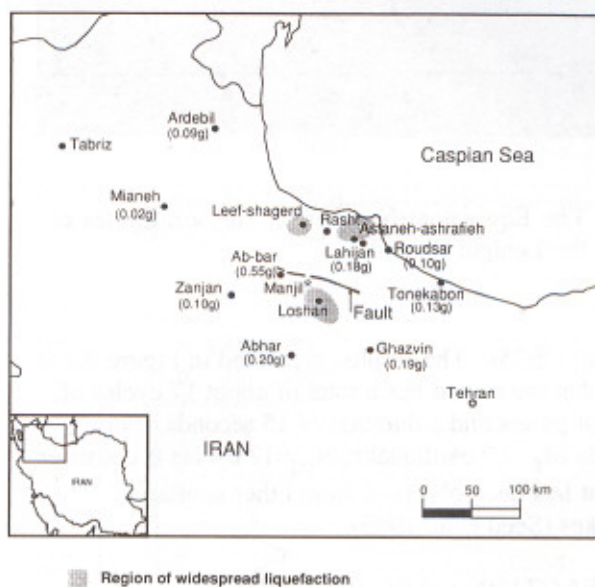 Ardebil
(0.09g)
Tabriz
Caspian Sea
Mianeh
(0.02g)
Leef-shagerd
Rasht
Astaneh-ashrafieh
Lahijan
(0.18g)
Roudsar
(0.10g)
Ab-bar
(0.55g)
Zanjan
(0.10g)
Manjil
Tonekabon
(0.13g)
Loshan
Fault
Abhar
(0.20g)
Ghazvin
(0.19g)
Tehran
IRAN
IRAN
0 50 100 km
Region of widespread liquefaction